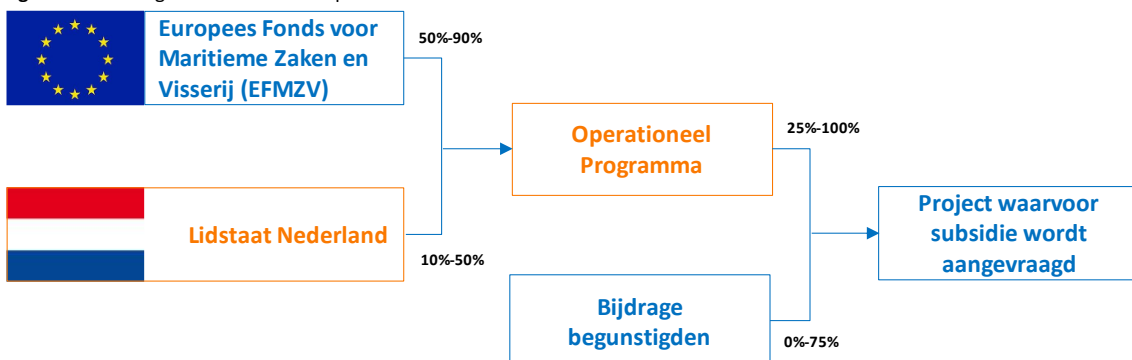 Europees Fonds voor
Maritieme Zaken en
Visserij (EFMZV)
50%-90%
Operationeel
Programma
25%-100%
Lidstaat Nederland
10%-50%
Project waarvoor
subsidie wordt
aangevraagd
Bijdrage
begunstigden
0%-75%